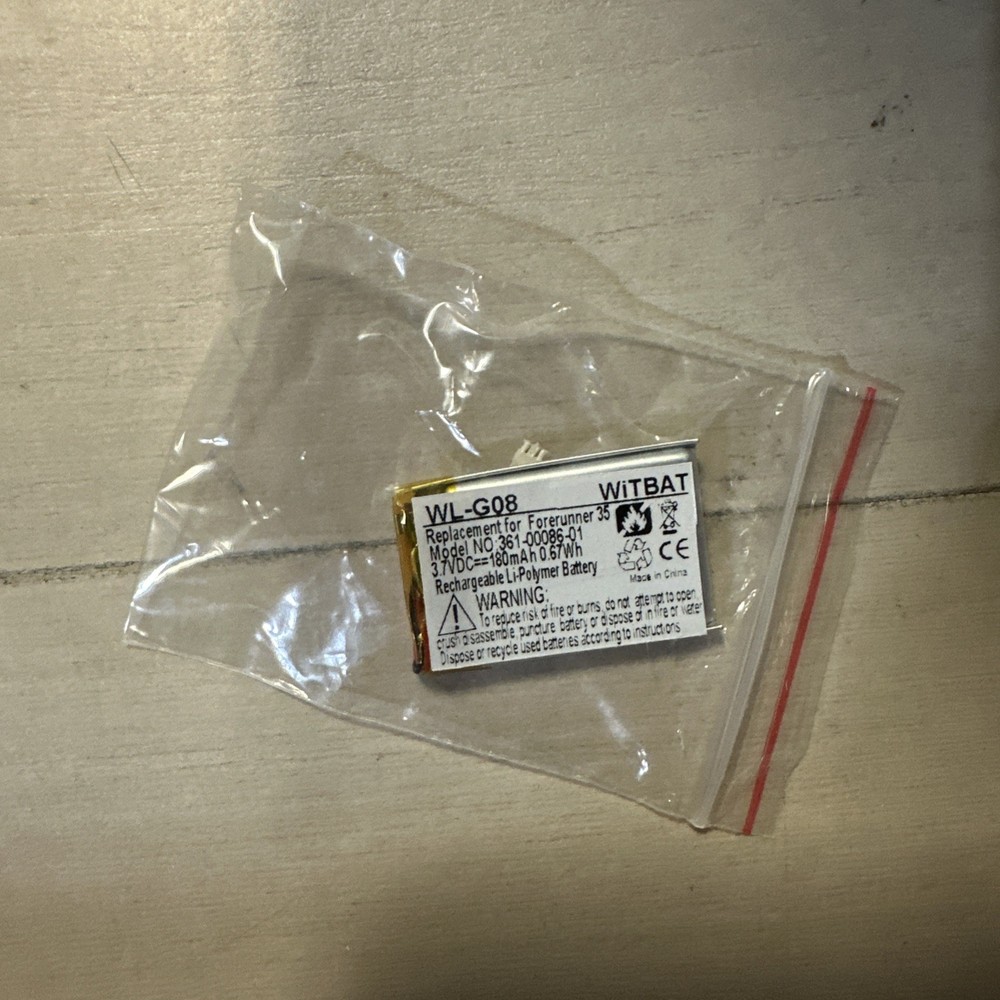 WL-G08 WiTBAT
Replacement for Forerunner 35
Model NO:361-00086-01
3.7VDC==180mAh 0.67Wh
Rechargeable Li-Polymer Battery
CE
Made in China
WARNING:
To reduce risk of fire or burns, do not attempt to open,
crush disassemble, puncture battery or dispose of in fire or water
Dispose or recycle used batteries according to instructions